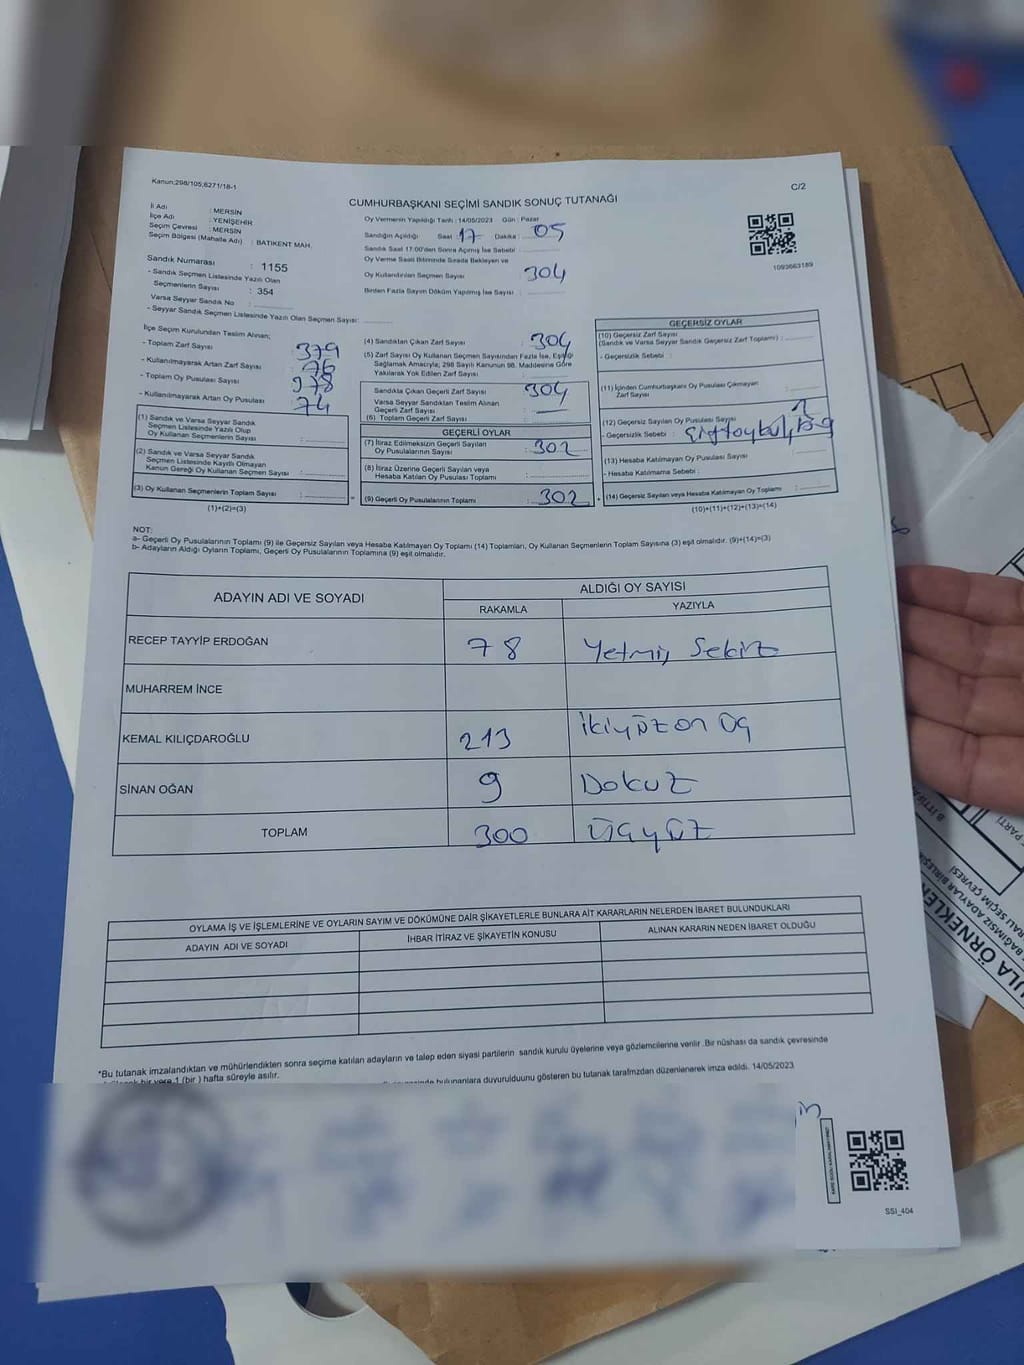 Kanun:298/105,6271/18-1
C/2
CUMHURBAŞKANI SEÇİMİ SANDIK SONUÇ TUTANAĞI
İl Adı : MERSİN
İlçe Adı : YENİŞEHİR
Seçim Çevresi : MERSİN
Seçim Bölgesi (Mahalle Adı) : BATIKENT MAH.
Sandık Numarası : 1155
- Sandık Seçmen Listesinde Yazılı Olan
Seçmenlerin Sayısı : 354
Varsa Seyyar Sandık No :
- Seyyar Sandık Seçmen Listesinde Yazılı Olan Seçmen Sayısı:
Oy Vermenin Yapıldığı Tarih : 14/05/2023 Gün : Pazar
Sandığın Açıldığı Saat 17 Dakika : 05
Sandık Saat 17:00'den Sonra Açılmış İse Sebebi :
Oy Verme Saati Bitiminde Sırada Bekleyen ve
Oy Kullandırılan Seçmen Sayısı 304
Birden Fazla Sayım Döküm Yapılmış İse Sayısı :
1093663189
İlçe Seçim Kurulundan Teslim Alınan;
- Toplam Zarf Sayısı 379
- Kullanılmayarak Artan Zarf Sayısı 76
- Toplam Oy Pusulası Sayısı 978
- Kullanılmayarak Artan Oy Pusulası 74
(1) Sandık ve Varsa Seyyar Sandık
Seçmen Listesinde Yazılı Olup
Oy Kullanan Seçmenlerin Sayısı :
(2) Sandık ve Varsa Seyyar Sandık
Seçmen Listesinde Kayıtlı Olmayan
Kanun Gereği Oy Kullanan Seçmen Sayısı :
(3) Oy Kullanan Seçmenlerin Toplam Sayısı :
(1)+(2)=(3)
=
(4) Sandıktan Çıkan Zarf Sayısı : 304
(5) Zarf Sayısı Oy Kullanan Seçmen Sayısından Fazla İse, Eşitliği
Sağlamak Amacıyla; 298 Sayılı Kanunun 98. Maddesine Göre
Yakılarak Yok Edilen Zarf Sayısı :
Sandıkta Çıkan Geçerli Zarf Sayısı 304
Varsa Seyyar Sandıktan Teslim Alınan
Geçerli Zarf Sayısı :
(6) Toplam Geçerli Zarf Sayısı :
GEÇERLİ OYLAR
(7) İtiraz Edilmeksizin Geçerli Sayılan
Oy Pusulalarının Sayısı : 302
(8) İtiraz Üzerine Geçerli Sayılan veya
Hesaba Katılan Oy Pusulaları Toplamı :
(9) Geçerli Oy Pusulalarının Toplamı : 302
+
GEÇERSİZ OYLAR
(10) Geçersiz Zarf Sayısı
(Sandık ve Varsa Seyyar Sandık Geçersiz Zarf Toplamı) :
- Geçersizlik Sebebi :
(11) İçinden Cumhurbaşkanı Oy Pusulası Çıkmayan
Zarf Sayısı :
(12) Geçersiz Sayılan Oy Pusulası Sayısı
- Geçersizlik Sebebi :
(13) Hesaba Katılmayan Oy Pusulası Sayısı :
- Hesaba Katılmama Sebebi :
(14) Geçersiz Sayılan veya Hesaba Katılmayan Oy Toplamı :
(10)+(11)+(12)+(13)=(14)
NOT:
a- Geçerli Oy Pusulalarının Toplamı (9) ile Geçersiz Sayılan veya Hesaba Katılmayan Oy Toplamı (14) Toplamları, Oy Kullanan Seçmenlerin Toplam Sayısına (3) eşit olmalıdır. (9)+(14)=(3)
b- Adayların Aldığı Oyların Toplamı, Geçerli Oy Pusulalarının Toplamına (9) eşit olmalıdır.
ADAYIN ADI VE SOYADI ALDIĞI OY SAYISI
RAKAMLA YAZIYLA
RECEP TAYYİP ERDOĞAN 78 Yetmiş Sekiz
MUHARREM İNCE
KEMAL KILIÇDAROĞLU 213 İkiyüz on Üç
SİNAN OĞAN 9 Dokuz
TOPLAM 300 Üçyüz
OYLAMA İŞ VE İŞLEMLERİNE VE OYLARIN SAYIM VE DÖKÜMÜNE DAİR ŞİKAYETLERLE BUNLARA AİT KARARLARIN NELERDEN İBARET BULUNDUKLARI
ADAYIN ADI VE SOYADI İHBAR İTİRAZ VE ŞİKAYETİN KONUSU ALINAN KARARIN NEDEN İBARET OLDUĞU
*Bu tutanak imzalandıktan ve mühürlendikten sonra seçime katılan adayların ve talep eden siyasi partilerin sandık kurulu üyelerine veya gözlemcilerine verilir. Bir nüshası da sandık çevresinde
bir yere 1 (bir) hafta süreyle asılır.
bulunanlara duyurulduunu gösteren bu tutanak tarafımızdan düzenlenerek imza edildi. 14/05/2023
SSI_404
PARTİ
BAĞIMSIZ ADAYLAR
SEÇİM ÇEVRESİ